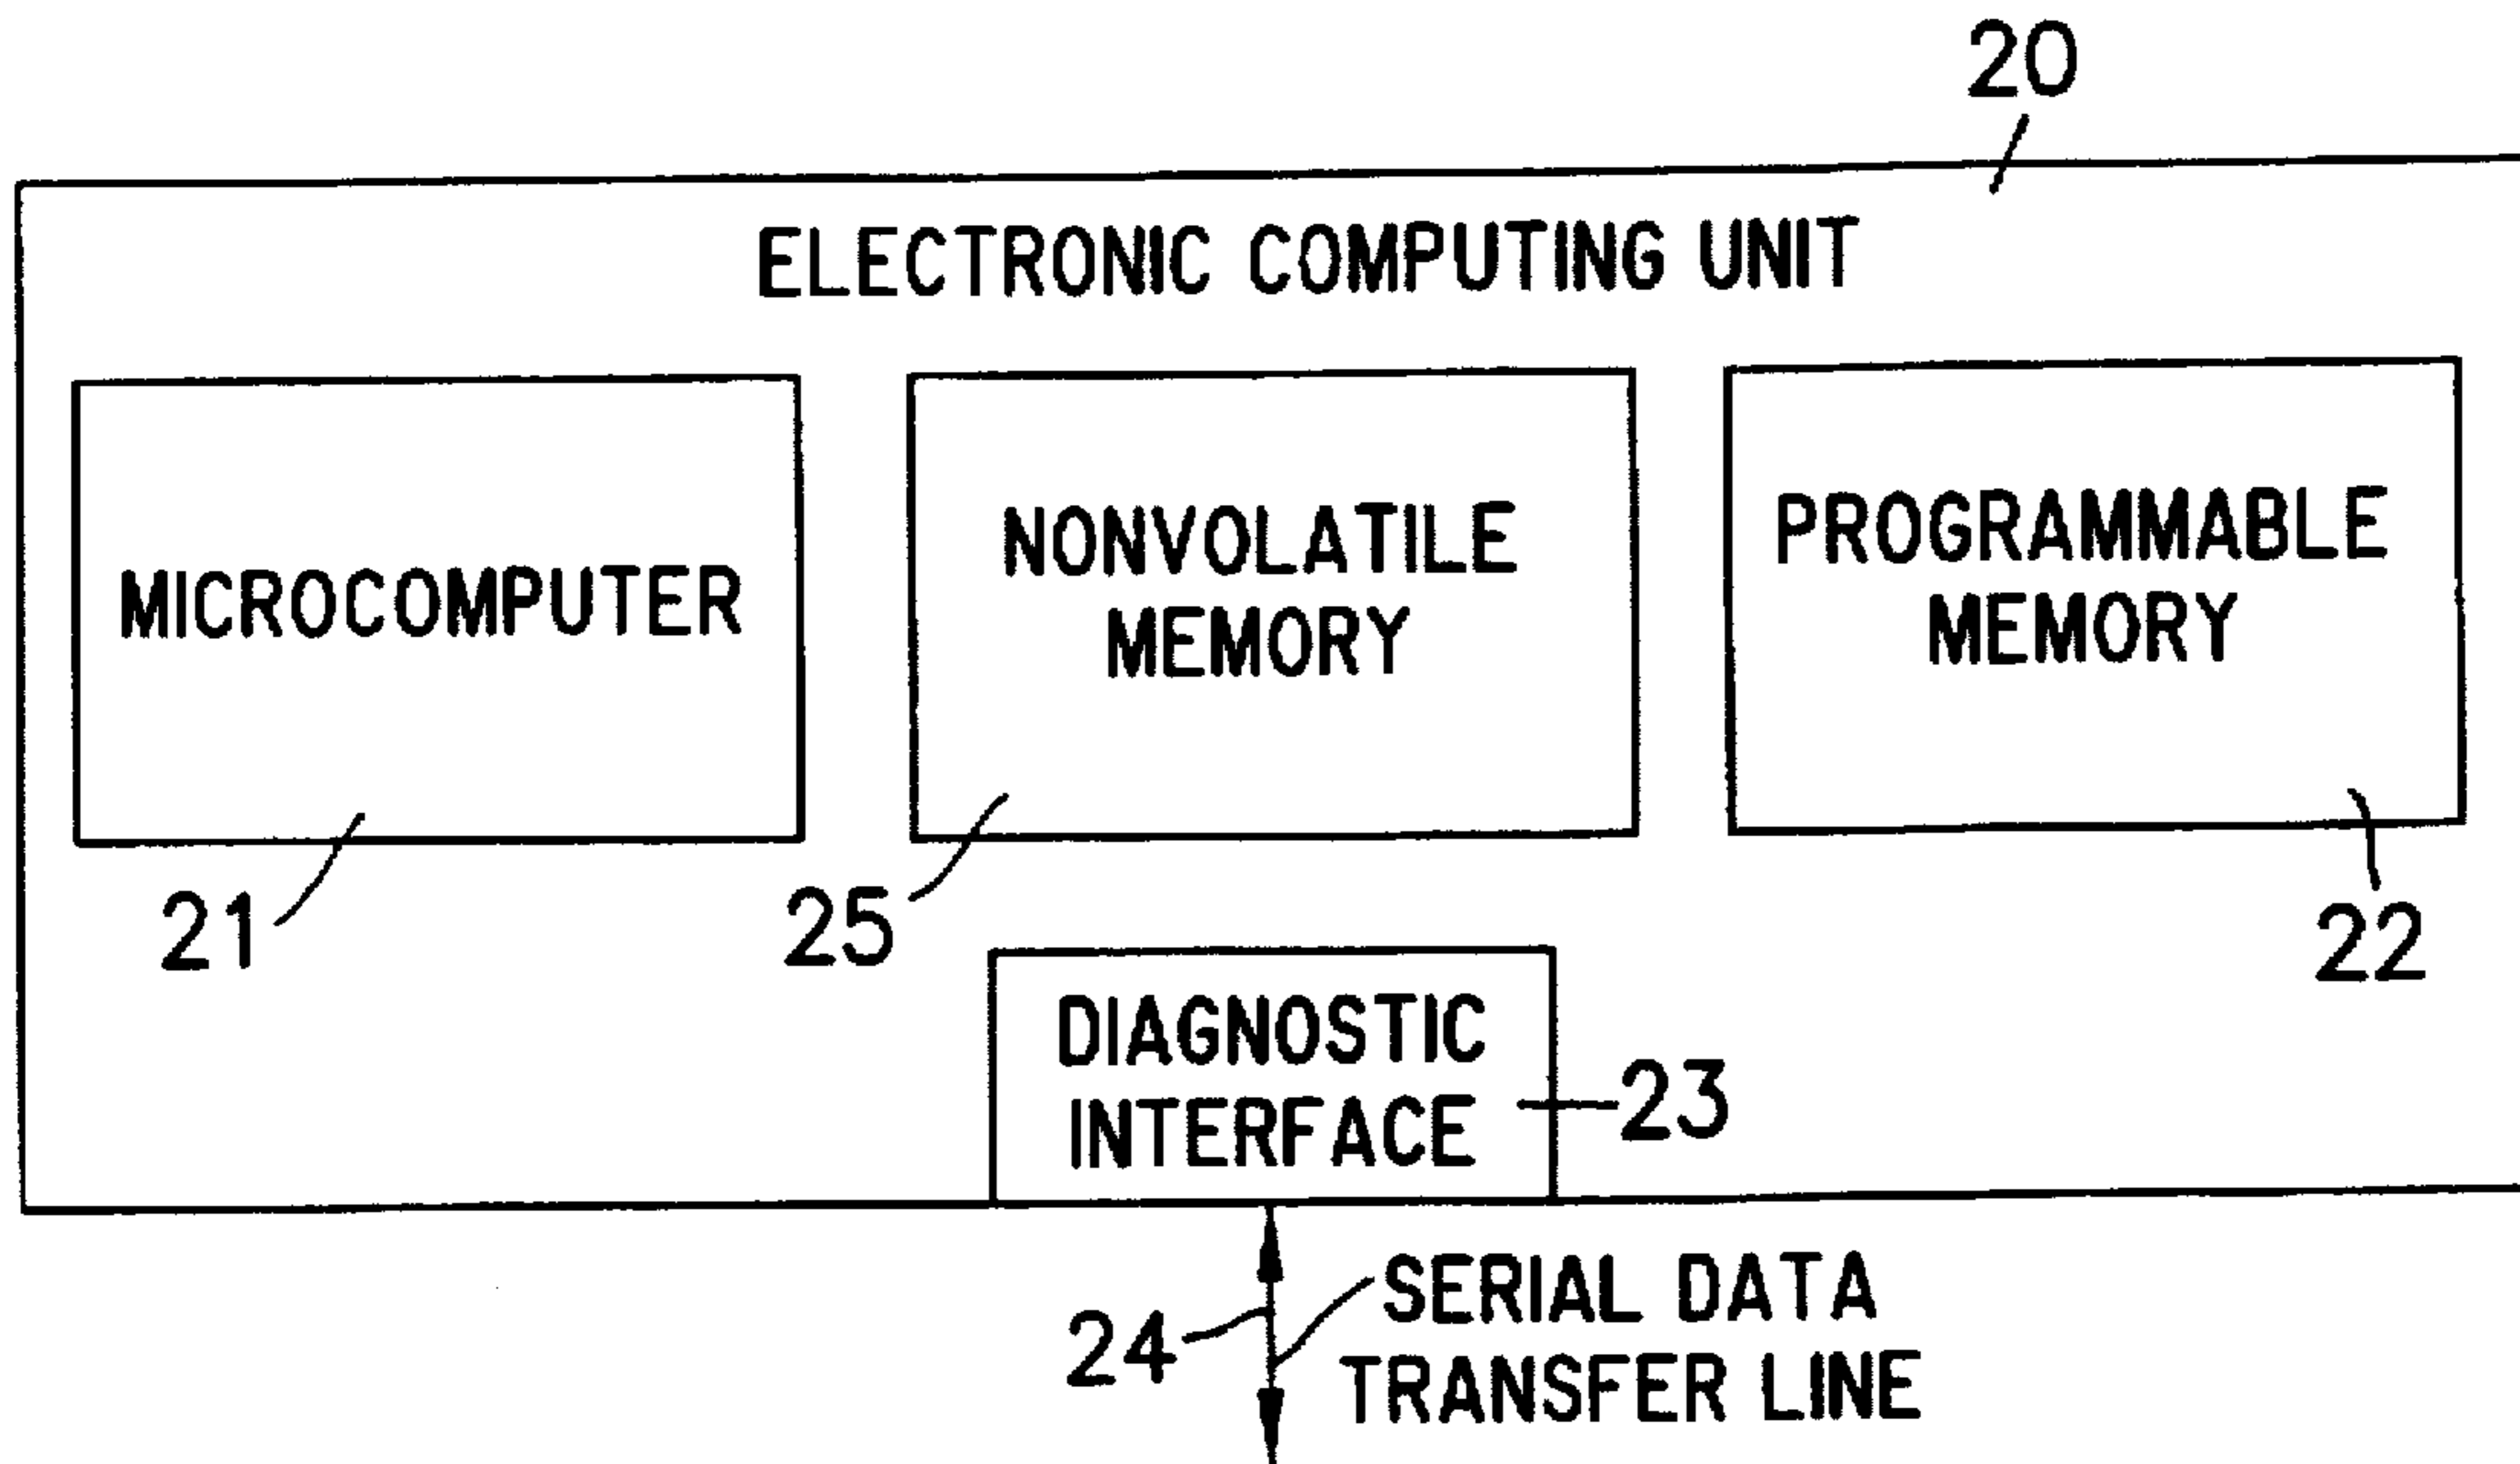 20
ELECTRONIC COMPUTING UNIT
MICROCOMPUTER
NONVOLATILE
MEMORY
PROGRAMMABLE
MEMORY
21
25
22
DIAGNOSTIC
INTERFACE
23
24
SERIAL DATA
TRANSFER LINE